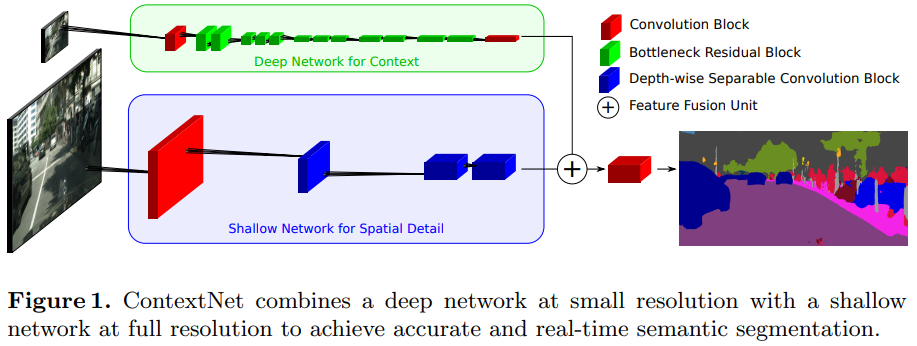 Convolution Block
Bottleneck Residual Block
Deep Network for Context
Depth-wise Separable Convolution Block
Feature Fusion Unit
Shallow Network for Spatial Detail
Figure 1. ContextNet combines a deep network at small resolution with a shallow
network at full resolution to achieve accurate and real-time semantic segmentation.